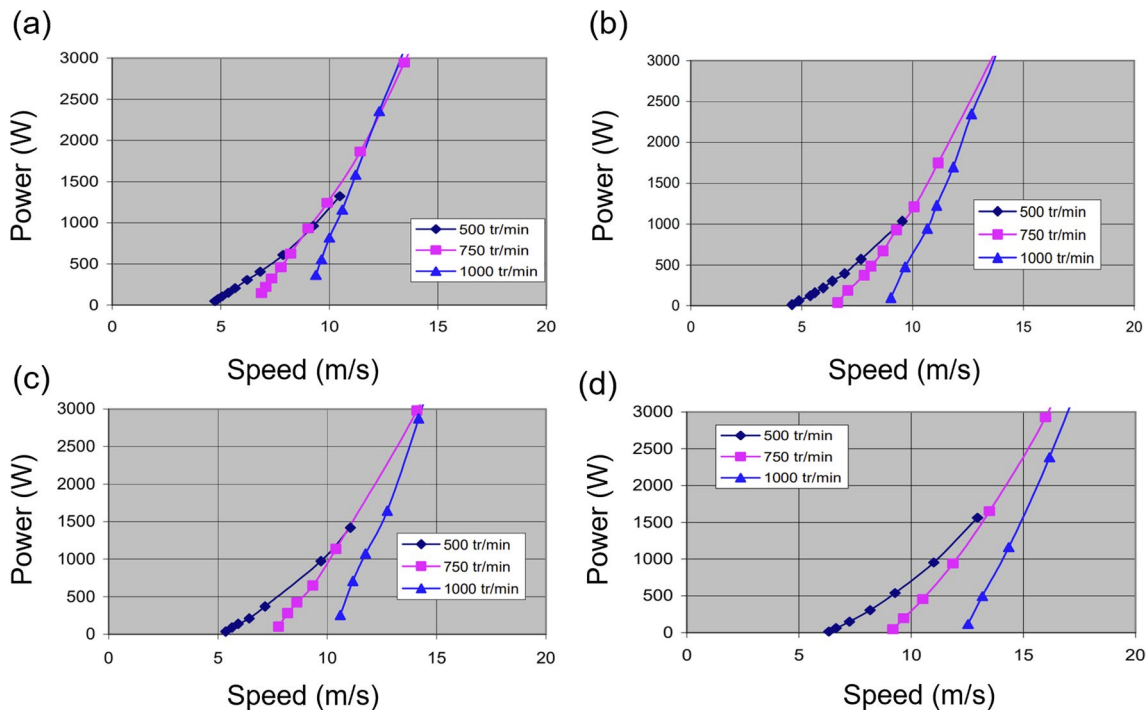 (a)
3000
2500
2000
1500
1000
500
0
0 5 10 15 20
Power (W)
Speed (m/s)
500 tr/min
750 tr/min
1000 tr/min
(b)
3000
2500
2000
1500
1000
500
0
0 5 10 15 20
Power (W)
Speed (m/s)
500 tr/min
750 tr/min
1000 tr/min
(c)
3000
2500
2000
1500
1000
500
0
0 5 10 15 20
Power (W)
Speed (m/s)
500 tr/min
750 tr/min
1000 tr/min
(d)
3000
2500
2000
1500
1000
500
0
0 5 10 15 20
Power (W)
Speed (m/s)
500 tr/min
750 tr/min
1000 tr/min